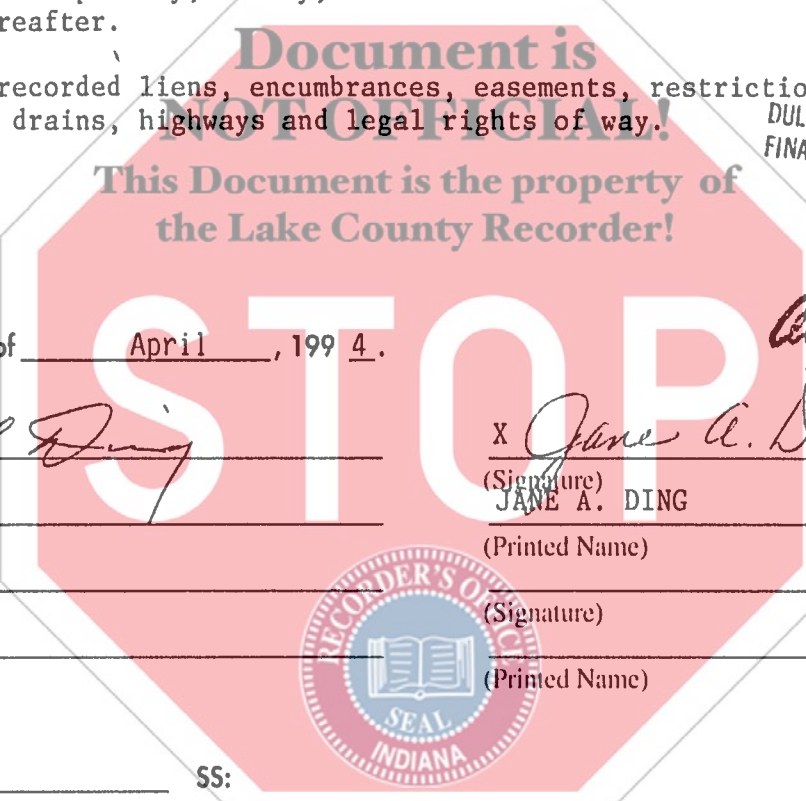 reafter.
Document is
recorded liens, encumbrances, easements, restrictio
NOT OFFICIAL!
drains, highways and legal rights of way.
DUL
FINA
This Document is the property of
the Lake County Recorder!
STOP
of April , 199 4 .
Ding
X Jane A. D
(Signature)
JANE A. DING
(Printed Name)
(Signature)
(Printed Name)
RECORDER'S OFFICE
SEAL
INDIANA
SS: